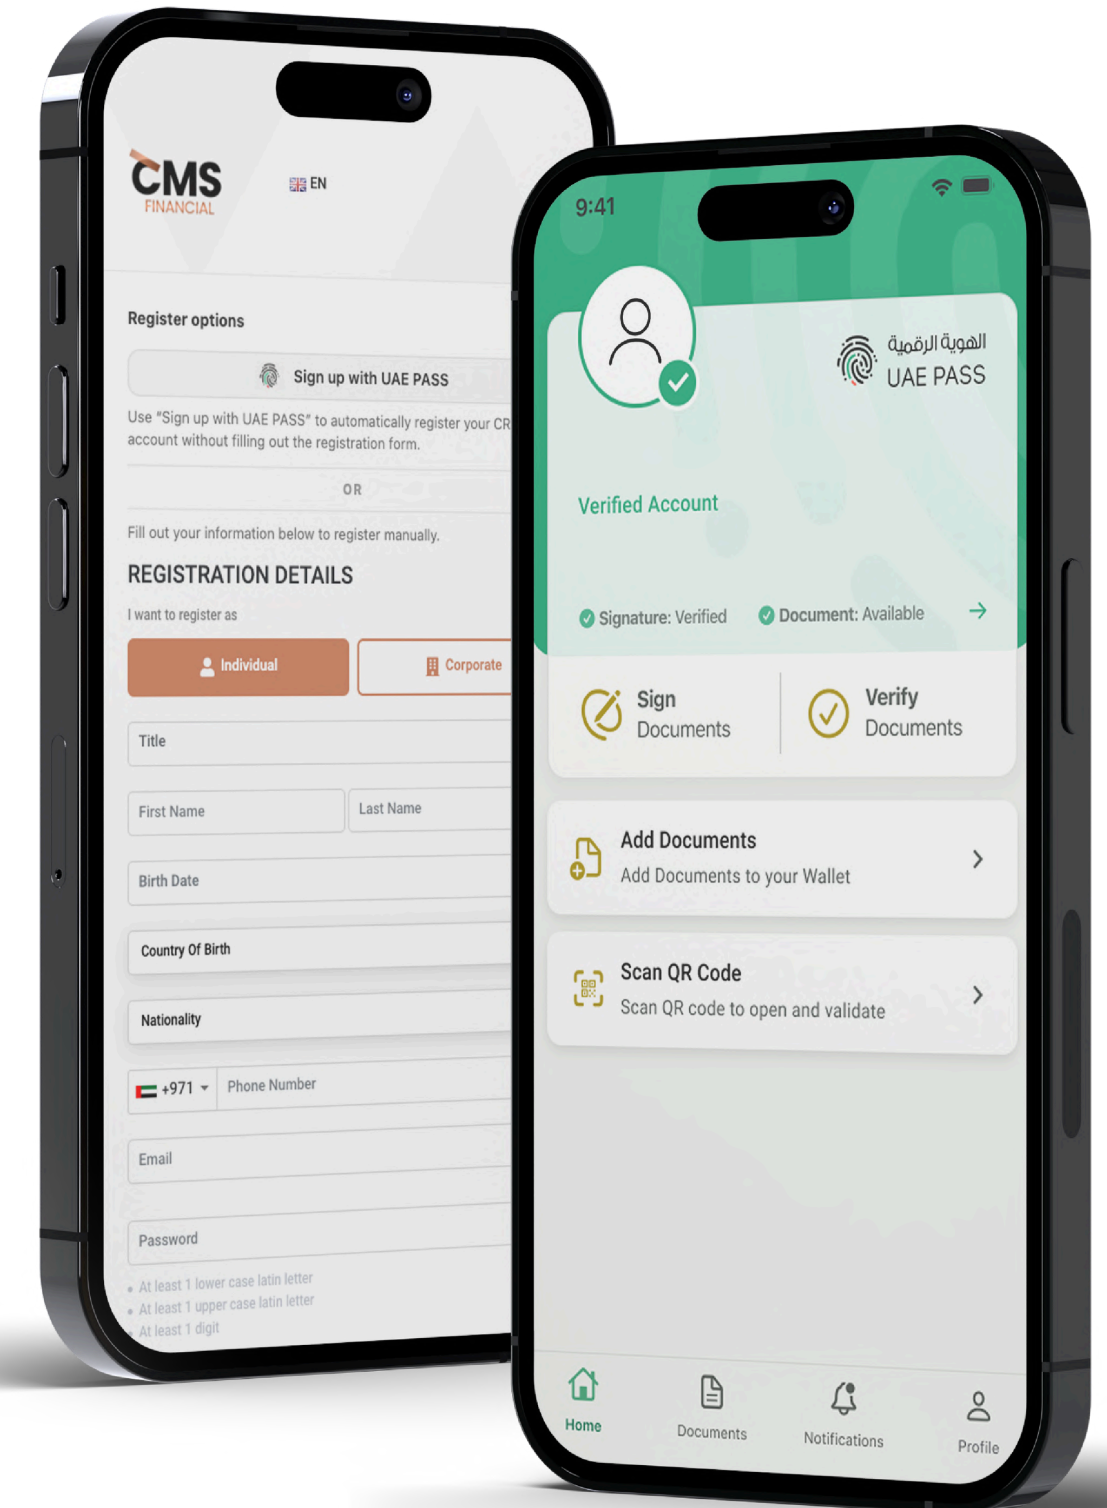 CMS
FINANCIAL
EN
Register options
Sign up with UAE PASS
Use "Sign up with UAE PASS" to automatically register your CR
account without filling out the registration form.
OR
Fill out your information below to register manually.
REGISTRATION DETAILS
I want to register as
Individual
Corporate
Title
First Name
Last Name
Birth Date
Country Of Birth
Nationality
+971
Phone Number
Email
Password
• At least 1 lower case latin letter
• At least 1 upper case latin letter
At least 1 digit
9:41
الهوية الرقمية
UAE PASS
Verified Account
Signature: Verified
Document: Available
Sign
Documents
Verify
Documents
Add Documents
Add Documents to your Wallet
Scan QR Code
Scan QR code to open and validate
Home
Documents
Notifications
Profile